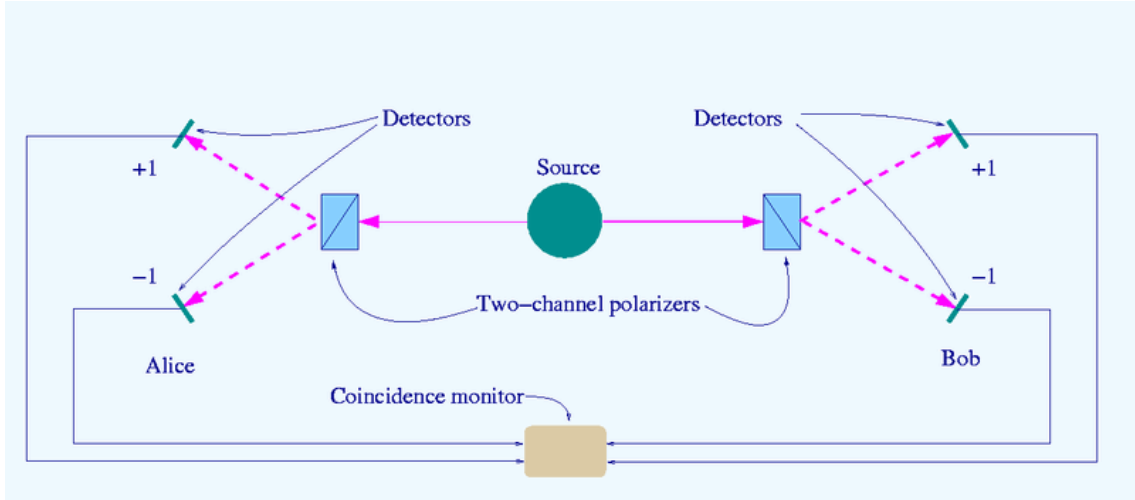 Detectors
Detectors
+1
Source
+1
−1
−1
Two−channel polarizers
Alice
Bob
Coincidence monitor